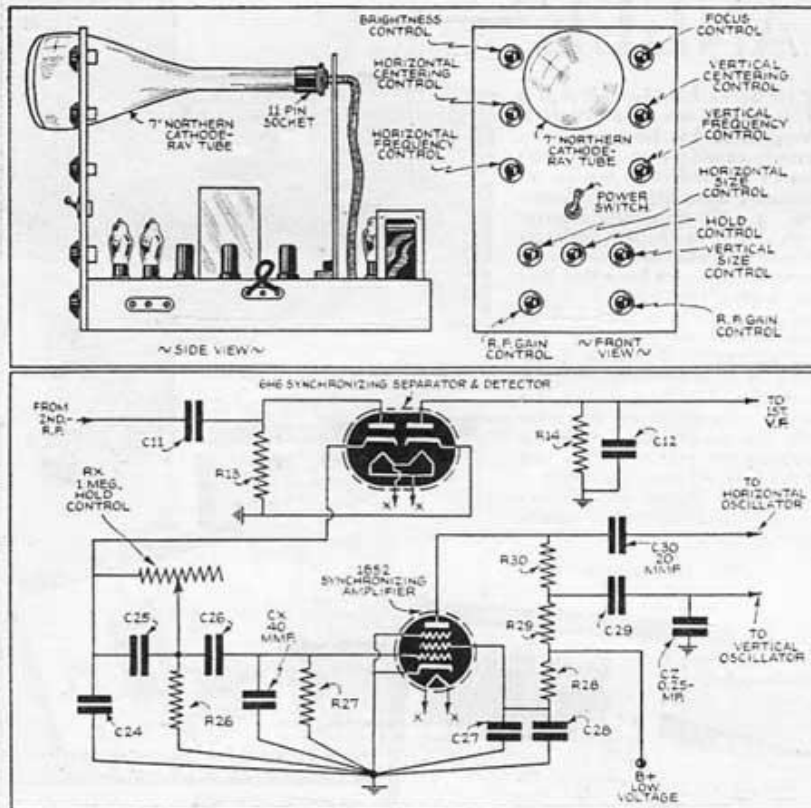 BRIGHTNESS
CONTROL
HORIZONTAL
CENTERING
CONTROL
HORIZONTAL
FREQUENCY
CONTROL
11 PIN
SOCKET
7" NORTHERN
CATHODE-
RAY TUBE
~SIDE VIEW~
FOCUS
CONTROL
VERTICAL
CENTERING
CONTROL
VERTICAL
FREQUENCY
CONTROL
HORIZONTAL
SIZE
CONTROL
7" NORTHERN
CATHODE-
RAY TUBE
POWER
SWITCH
HOLD
CONTROL
VERTICAL
SIZE
CONTROL
R.F. GAIN
CONTROL
~FRONT
VIEW~
R.F. GAIN
CONTROL
6H6 SYNCHRONIZING SEPARATOR & DETECTOR
FROM
2ND.-
R.F.
C11
R13
X
X
R14
C12
TO
1ST.
V.F.
RX
1 MEG.
HOLD
CONTROL
C25
C26
CX
40
MMF.
C24
R26
R27
1852
SYNCHRONIZING
AMPLIFIER
X
X
C27
C28
R30
R29
R28
C30
20
MMF.
C29
CZ
0.25-
MF.
TO
HORIZONTAL
OSCILLATOR
TO
VERTICAL
OSCILLATOR
B+
LOW
VOLTAGE